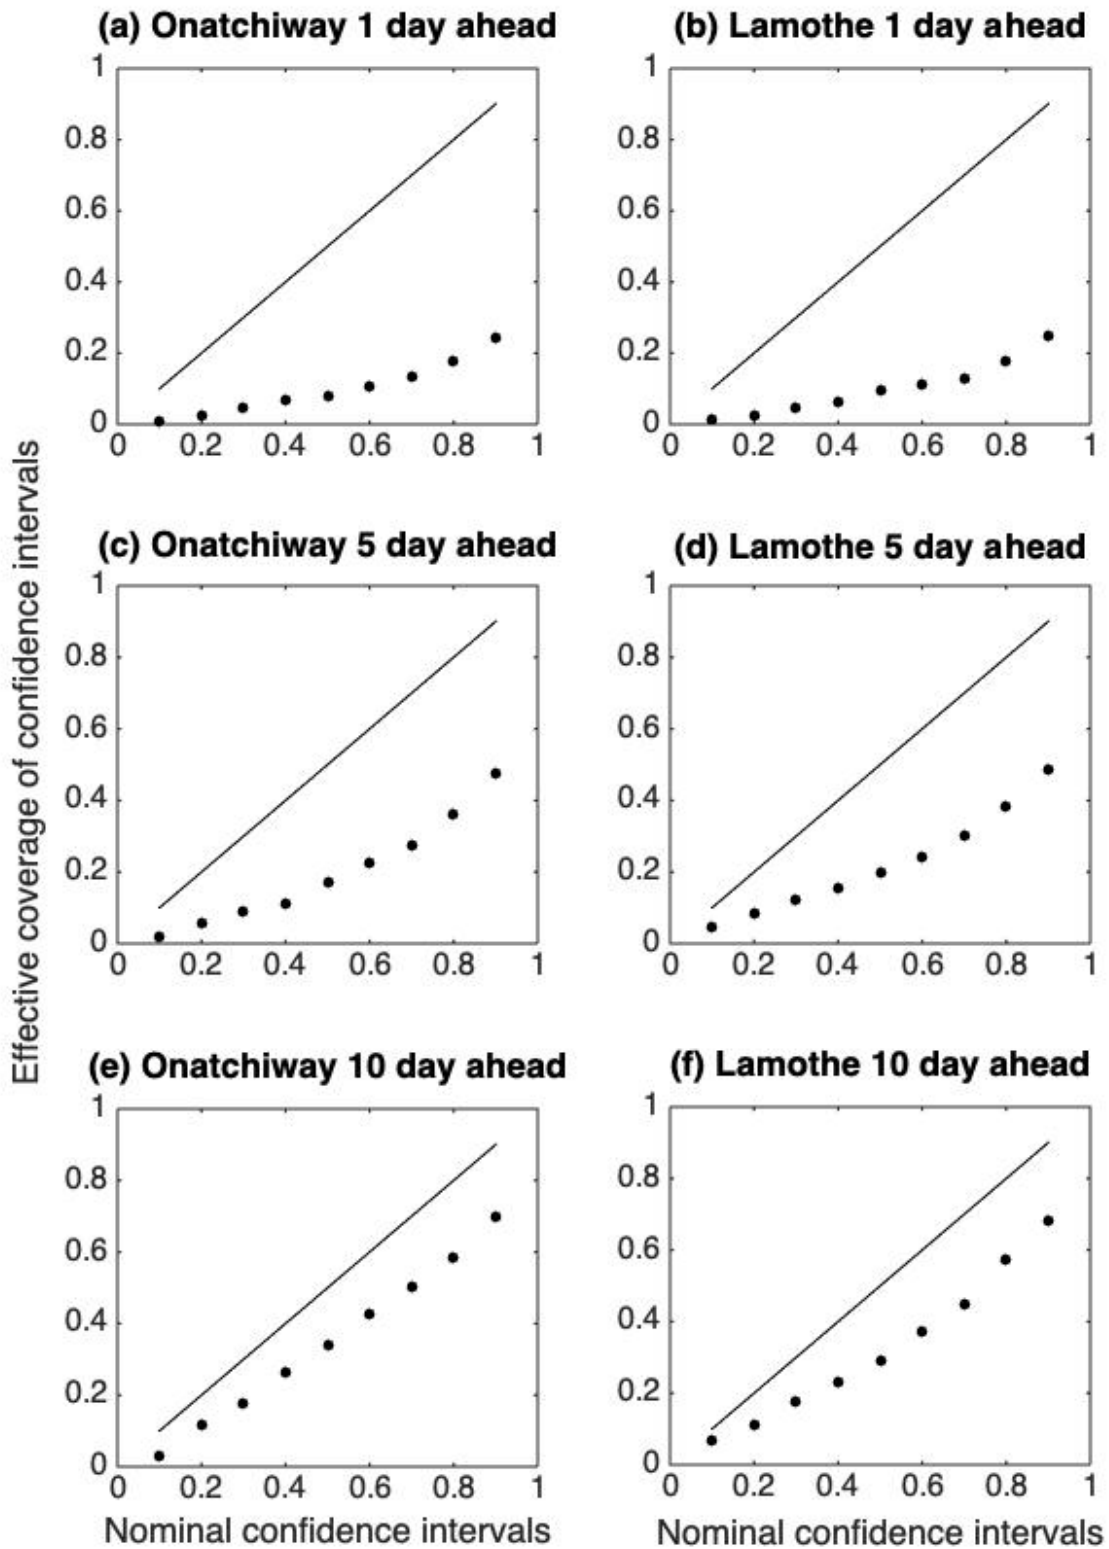 (a) Onatchiway 1 day ahead
1
0.8
0.6
0.4
0.2
0
0 0.2 0.4 0.6 0.8 1
(b) Lamothe 1 day ahead
1
0.8
0.6
0.4
0.2
0
0 0.2 0.4 0.6 0.8 1
Effective coverage of confidence intervals
(c) Onatchiway 5 day ahead
1
0.8
0.6
0.4
0.2
0
0 0.2 0.4 0.6 0.8 1
(d) Lamothe 5 day ahead
1
0.8
0.6
0.4
0.2
0
0 0.2 0.4 0.6 0.8 1
(e) Onatchiway 10 day ahead
1
0.8
0.6
0.4
0.2
0
0 0.2 0.4 0.6 0.8 1
Nominal confidence intervals
(f) Lamothe 10 day ahead
1
0.8
0.6
0.4
0.2
0
0 0.2 0.4 0.6 0.8 1
Nominal confidence intervals